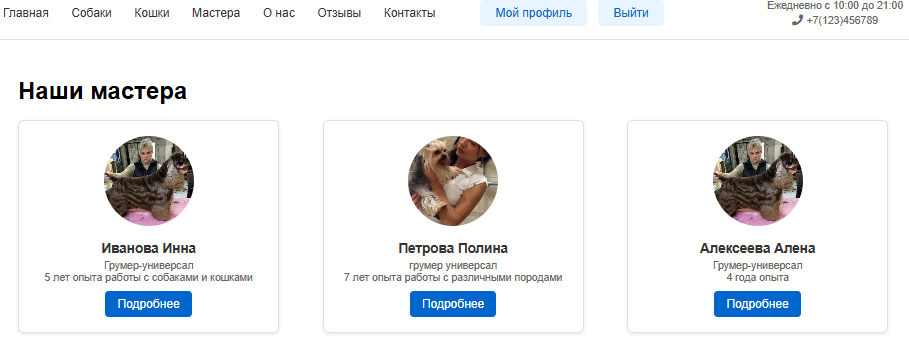 Главная Собаки Кошки Мастера О нас Отзывы Контакты Мой профиль Выйти Ежедневно с 10:00 до 21:00
+7(123)456789
Наши мастера
Иванова Инна
Грумер-универсал
5 лет опыта работы с собаками и кошками
Подробнее
Петрова Полина
грумер универсал
7 лет опыта работы с различными породами
Подробнее
Алексеева Алена
Грумер-универсал
4 года опыта
Подробнее